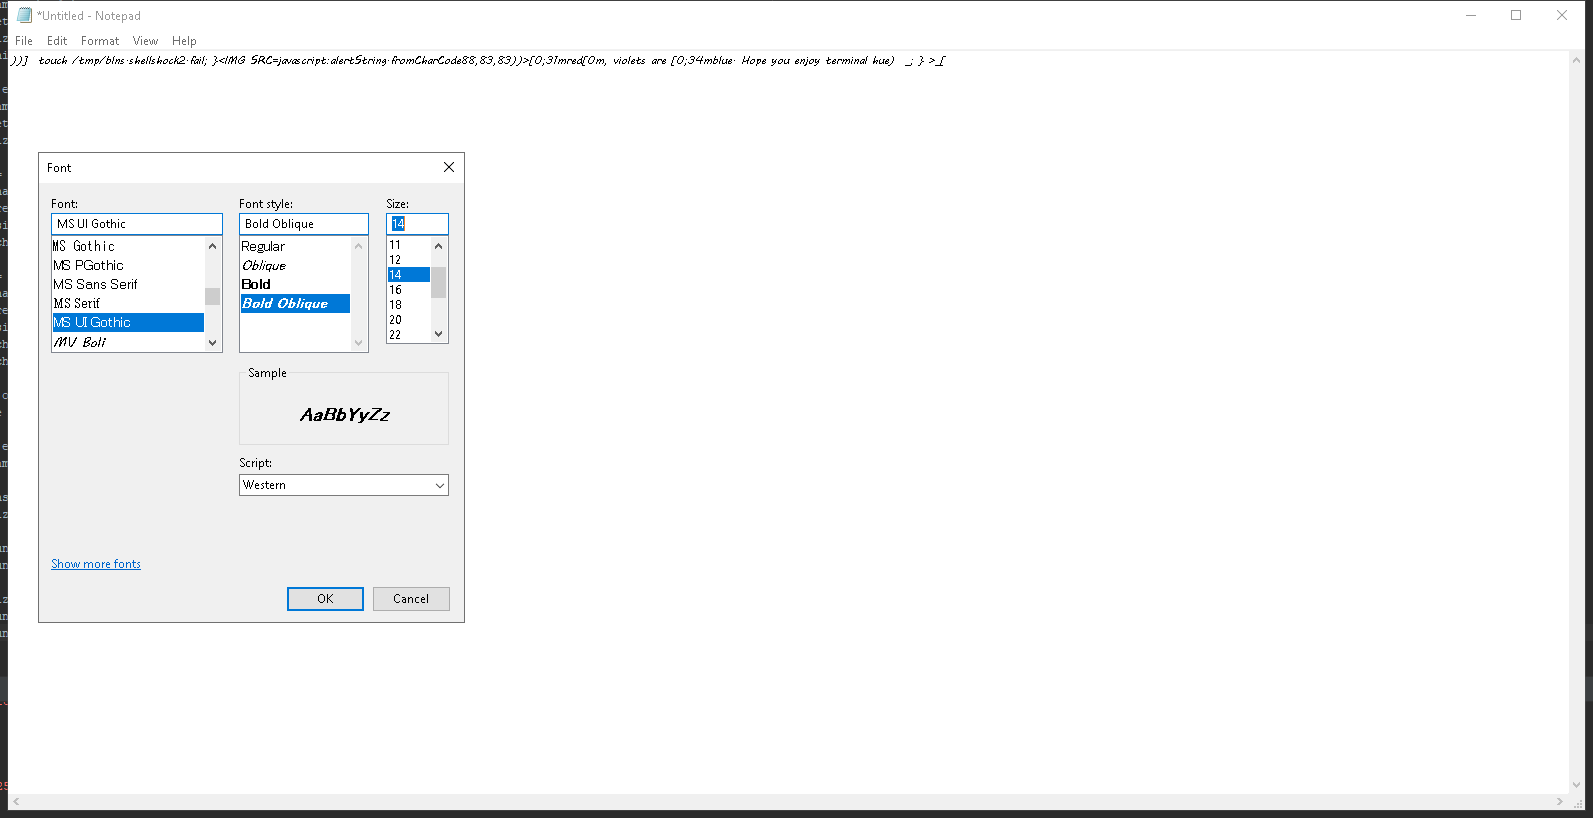 *Untitled - Notepad
File Edit Format View Help
))] touch /tmp/blns.shellshock2.fail; }<IMG SRC=javascript:alertString.fromCharCode88,83,83))>[0;31mred[0m, violets are [0;34mblue. Hope you enjoy terminal hue) _; } >_[
Font
Font: Font style: Size:
MS UI Gothic Bold Oblique 14
MS Gothic Regular 11
MS PGothic Oblique 12
MS Sans Serif Bold 14
MS Serif Bold Oblique 16
MS UI Gothic 18
MV Boli 20
22
Sample
AaBbYyZz
Script:
Western
Show more fonts
OK Cancel